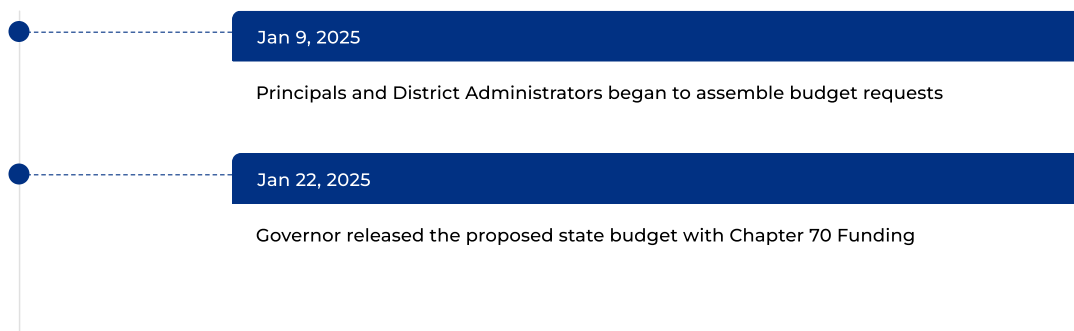 Jan 9, 2025
Principals and District Administrators began to assemble budget requests
Jan 22, 2025
Governor released the proposed state budget with Chapter 70 Funding